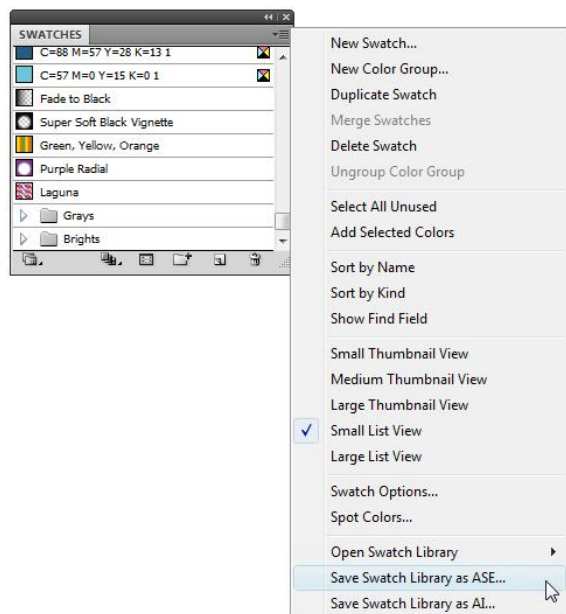 SWATCHES
C=88 M=57 Y=28 K=13 1
C=57 M=0 Y=15 K=0 1
Fade to Black
Super Soft Black Vignette
Green, Yellow, Orange
Purple Radial
Laguna
Grays
Brights
New Swatch...
New Color Group...
Duplicate Swatch
Merge Swatches
Delete Swatch
Ungroup Color Group
Select All Unused
Add Selected Colors
Sort by Name
Sort by Kind
Show Find Field
Small Thumbnail View
Medium Thumbnail View
Large Thumbnail View
Small List View
Large List View
Swatch Options...
Spot Colors...
Open Swatch Library
Save Swatch Library as ASE...
Save Swatch Library as AI...